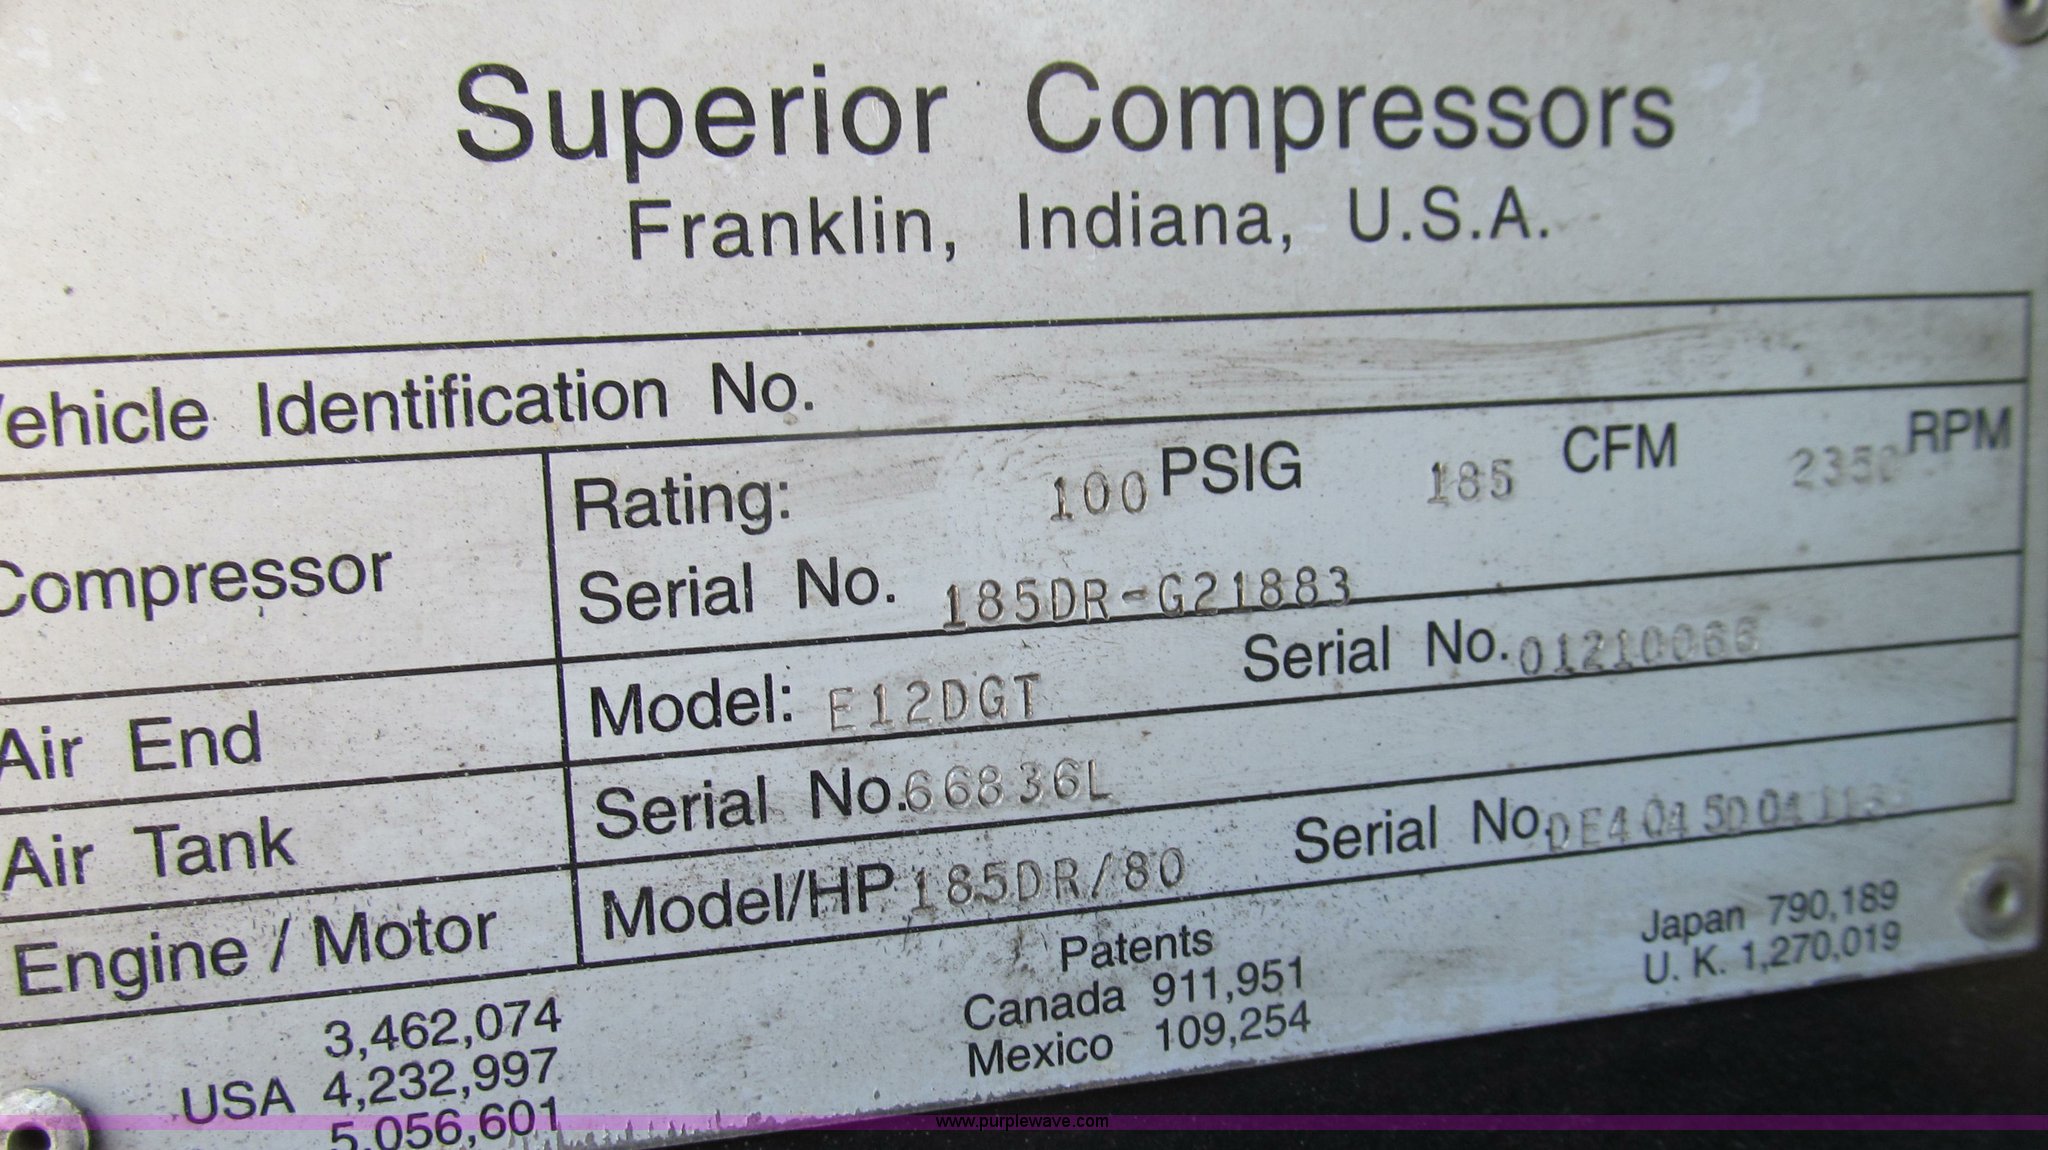 Superior Compressors
Franklin, Indiana, U.S.A.
Vehicle Identification No.
Compressor Rating: 100 PSIG 185 CFM 2350 RPM
Serial No. 185DR-G21883
Air End Model: E12DGT Serial No. 01210066
Air Tank Serial No. 66836L
Engine / Motor Model/HP 185DR/80 Serial No.
Patents
USA 3,462,074
4,232,997
5,056,601
Canada 911,951
Mexico 109,254
Japan 790,189
U. K. 1,270,019
www.purplewave.com